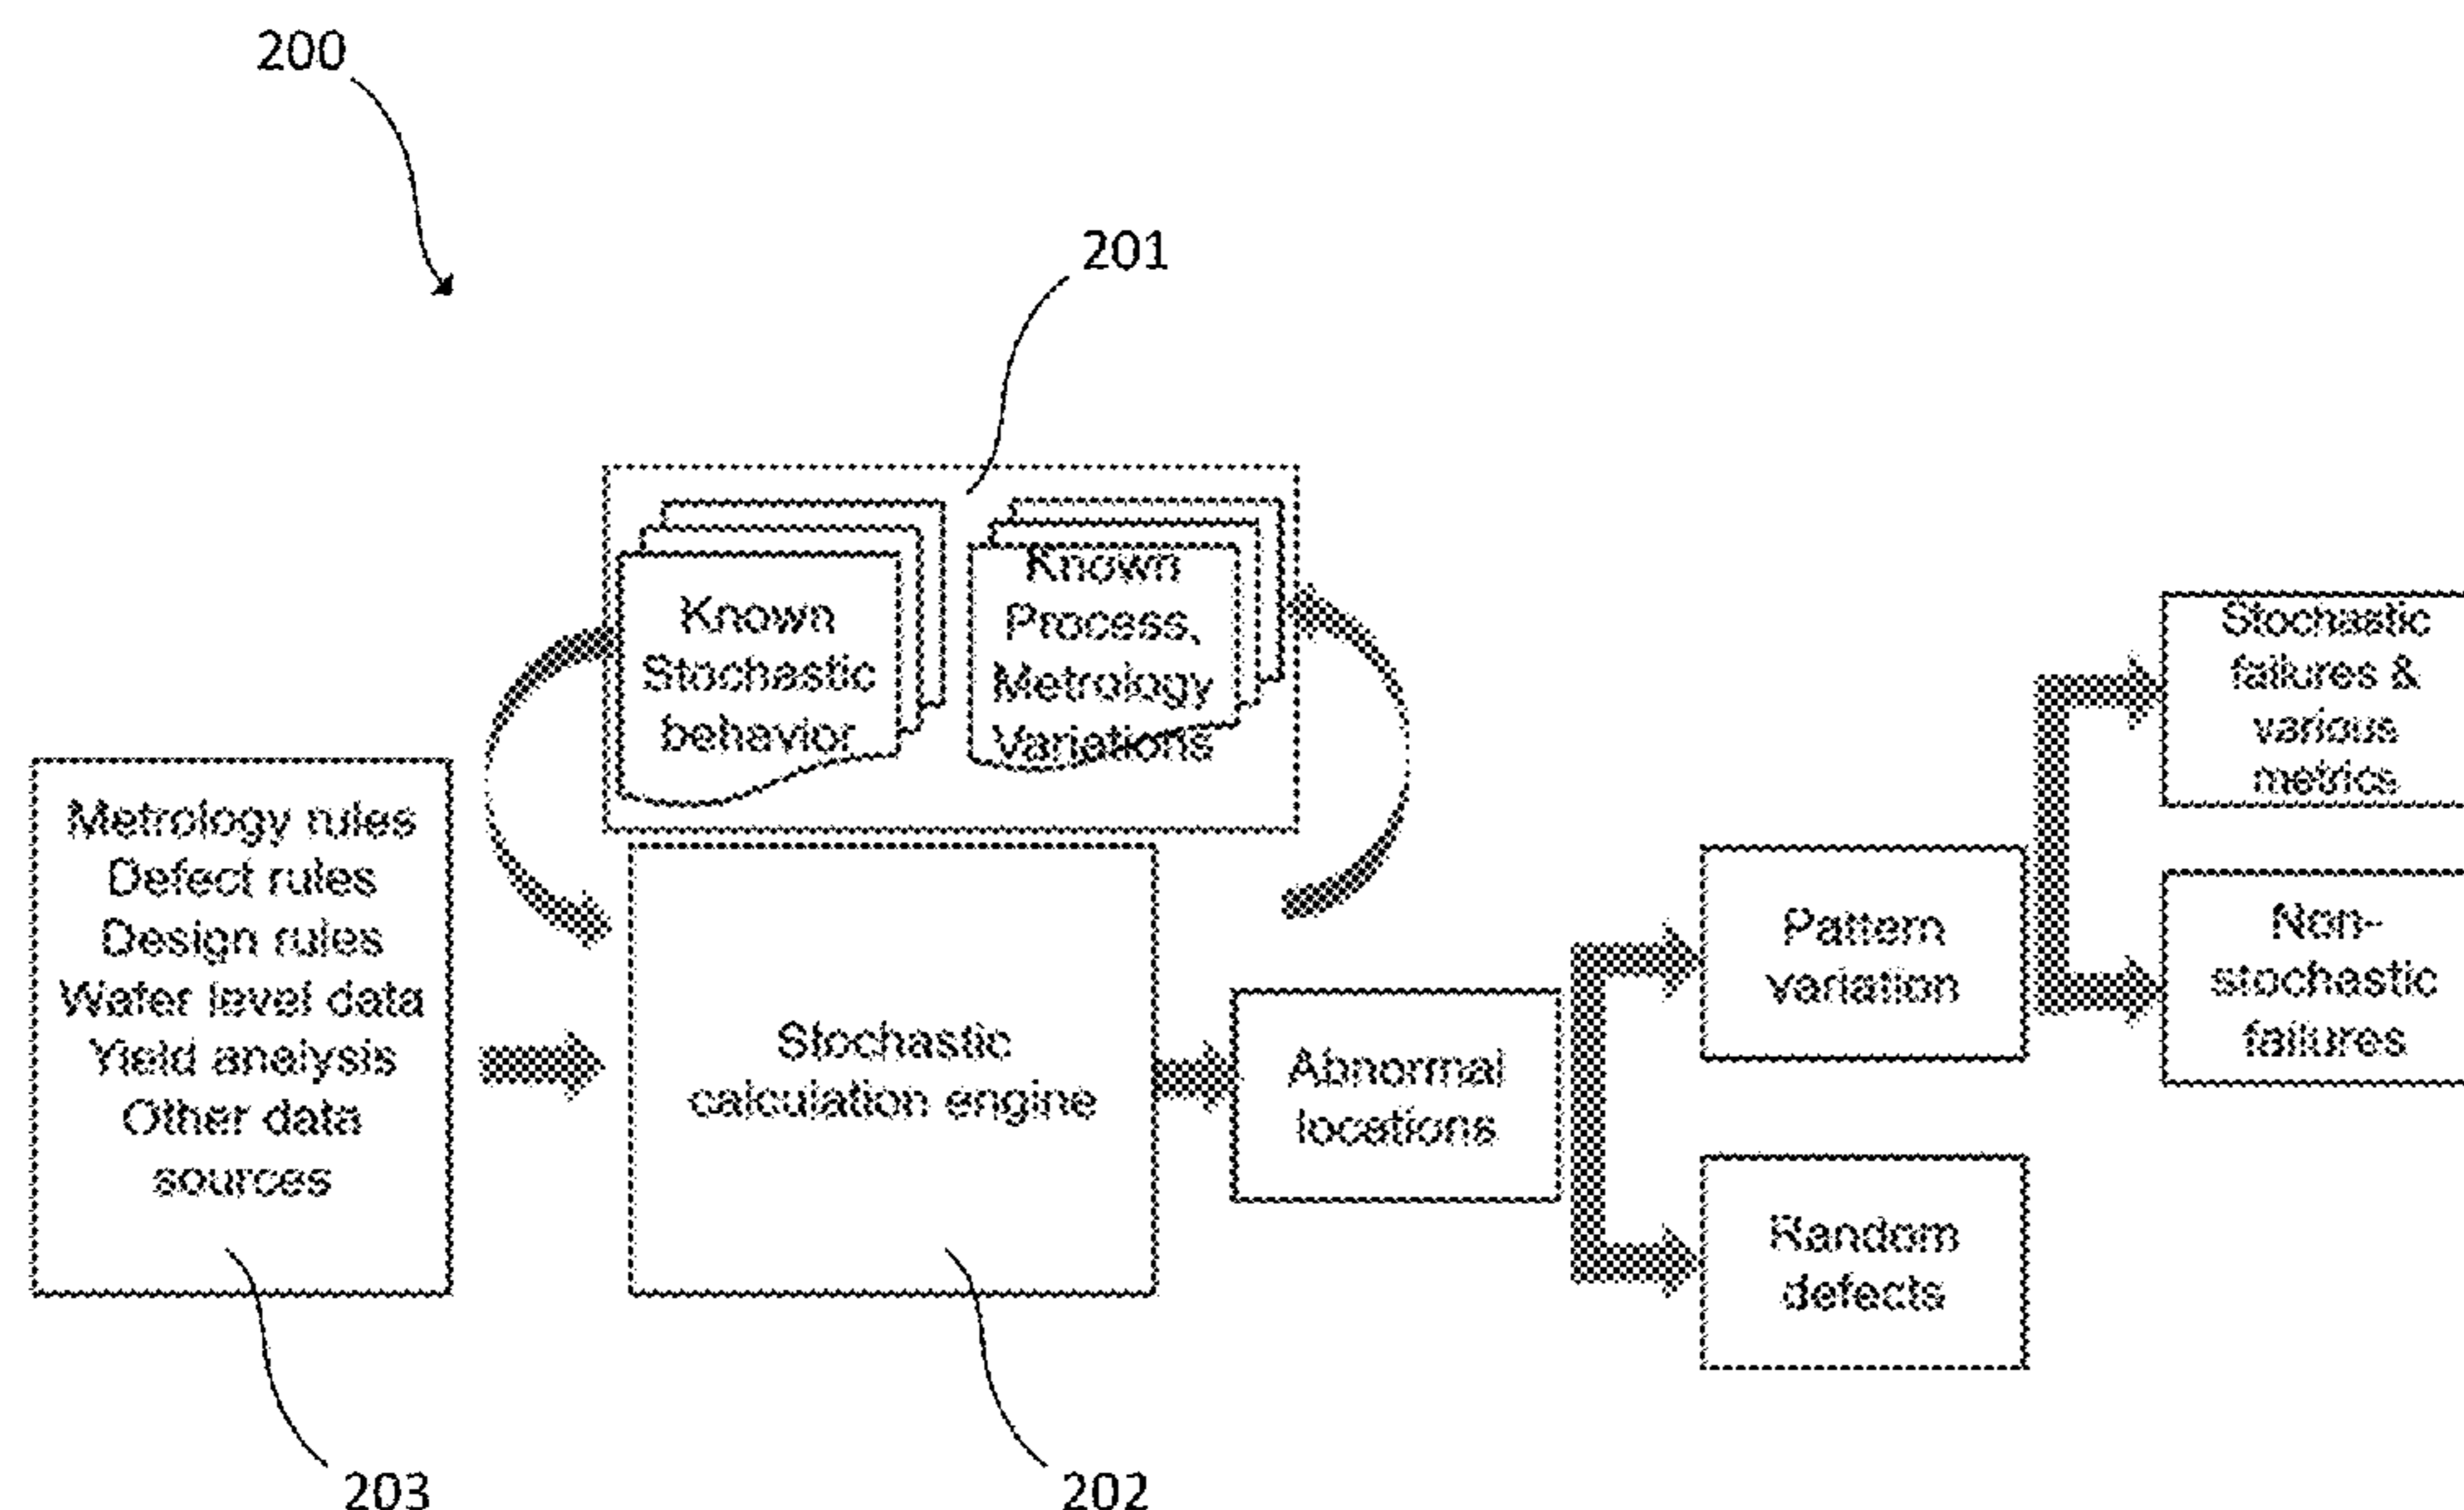 200
201
Known
Stochastic
behavior
Known
Process,
Metrology
Variations
Metrology rules
Defect rules
Design rules
Wafer level data
Yield analysis
Other data
sources
Stochastic
calculation engine
Abnormal
locations
Pattern
variation
Random
defects
Stochastic
failures &
various
metrics
Non-
stochastic
failures
203
202